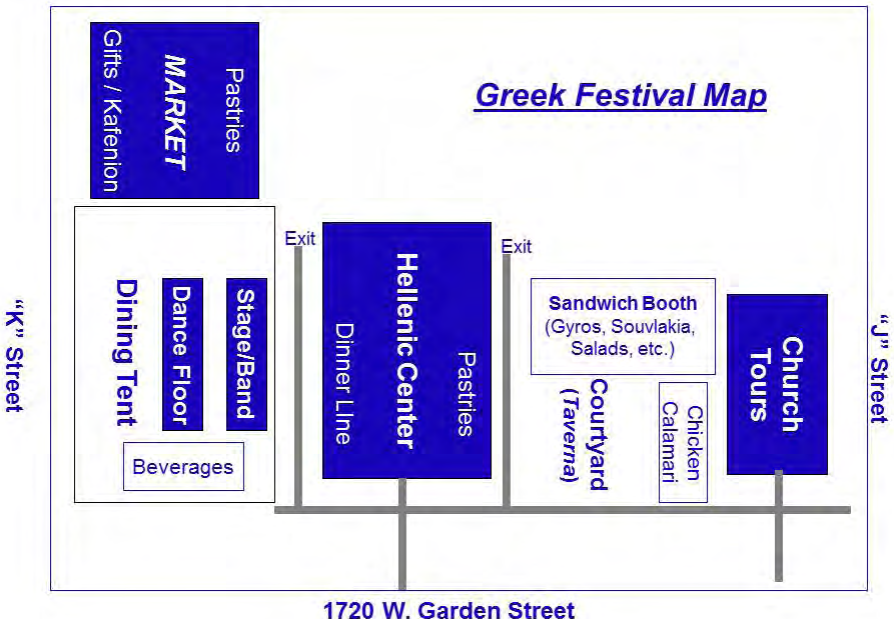 Greek Festival Map
Pastries
MARKET
Gifts / Kafenion
Exit
Exit
Dining Tent
Dance Floor
Stage/Band
Beverages
Pastries
Hellenic Center
Dinner LIne
Sandwich Booth
(Gyros, Souvlakia,
Salads, etc.)
Courtyard
(Taverna)
Chicken
Calamari
Church
Tours
“K” Street
“J” Street
1720 W. Garden Street